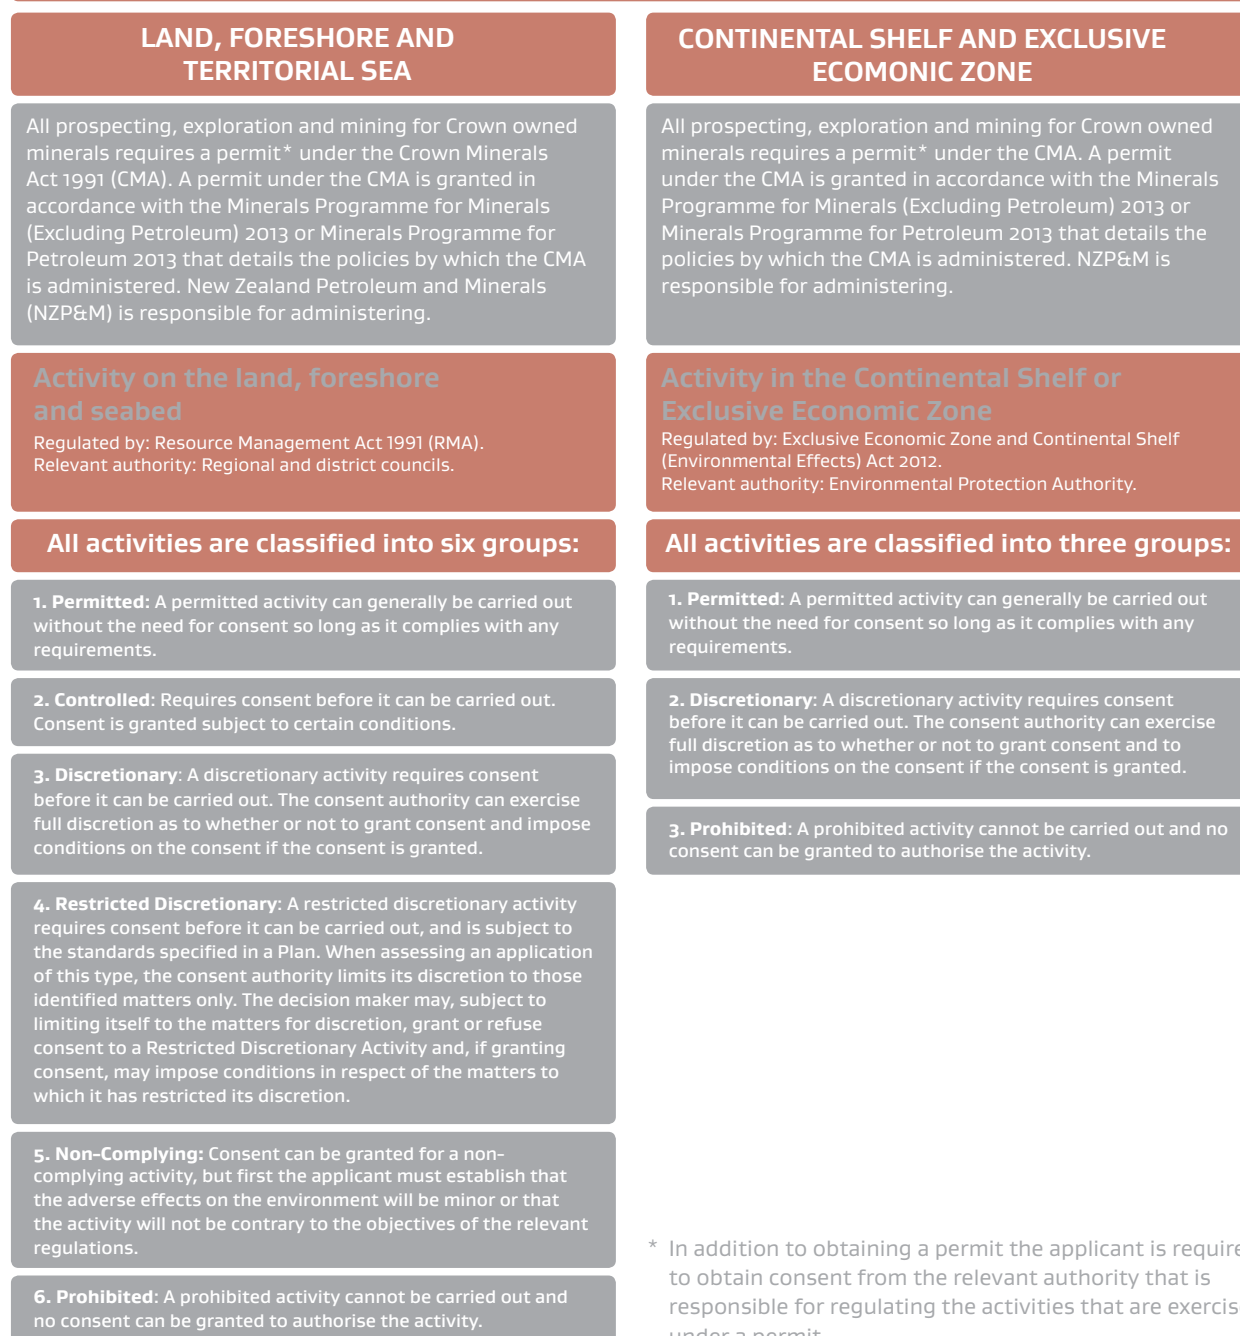 LAND, FORESHORE AND
TERRITORIAL SEA
All prospecting, exploration and mining for Crown owned
minerals requires a permit* under the Crown Minerals
Act 1991 (CMA). A permit under the CMA is granted in
accordance with the Minerals Programme for Minerals
(Excluding Petroleum) 2013 or Minerals Programme for
Petroleum 2013 that details the policies by which the CMA
is administered. New Zealand Petroleum and Minerals
(NZP&M) is responsible for administering.
Activity on the land, foreshore
and seabed
Regulated by: Resource Management Act 1991 (RMA).
Relevant authority: Regional and district councils.
All activities are classified into six groups:
1. Permitted: A permitted activity can generally be carried out
without the need for consent so long as it complies with any
requirements.
2. Controlled: Requires consent before it can be carried out.
Consent is granted subject to certain conditions.
3. Discretionary: A discretionary activity requires consent
before it can be carried out. The consent authority can exercise
full discretion as to whether or not to grant consent and impose
conditions on the consent if the consent is granted.
4. Restricted Discretionary: A restricted discretionary activity
requires consent before it can be carried out, and is subject to
the standards specified in a Plan. When assessing an application
of this type, the consent authority limits its discretion to those
identified matters only. The decision maker may, subject to
limiting itself to the matters for discretion, grant or refuse
consent to a Restricted Discretionary Activity and, if granting
consent, may impose conditions in respect of the matters to
which it has restricted its discretion.
5. Non-Complying: Consent can be granted for a non-
complying activity, but first the applicant must establish that
the adverse effects on the environment will be minor or that
the activity will not be contrary to the objectives of the relevant
regulations.
6. Prohibited: A prohibited activity cannot be carried out and
no consent can be granted to authorise the activity.
CONTINENTAL SHELF AND EXCLUSIVE
ECOMONIC ZONE
All prospecting, exploration and mining for Crown owned
minerals requires a permit* under the CMA. A permit
under the CMA is granted in accordance with the Minerals
Programme for Minerals (Excluding Petroleum) 2013 or
Minerals Programme for Petroleum 2013 that details the
policies by which the CMA is administered. NZP&M is
responsible for administering.
Activity in the Continental Shelf or
Exclusive Economic Zone
Regulated by: Exclusive Economic Zone and Continental Shelf
(Environmental Effects) Act 2012.
Relevant authority: Environmental Protection Authority.
All activities are classified into three groups:
1. Permitted: A permitted activity can generally be carried out
without the need for consent so long as it complies with any
requirements.
2. Discretionary: A discretionary activity requires consent
before it can be carried out. The consent authority can exercise
full discretion as to whether or not to grant consent and to
impose conditions on the consent if the consent is granted.
3. Prohibited: A prohibited activity cannot be carried out and no
consent can be granted to authorise the activity.
* In addition to obtaining a permit the applicant is require
to obtain consent from the relevant authority that is
responsible for regulating the activities that are exercis
under a permit